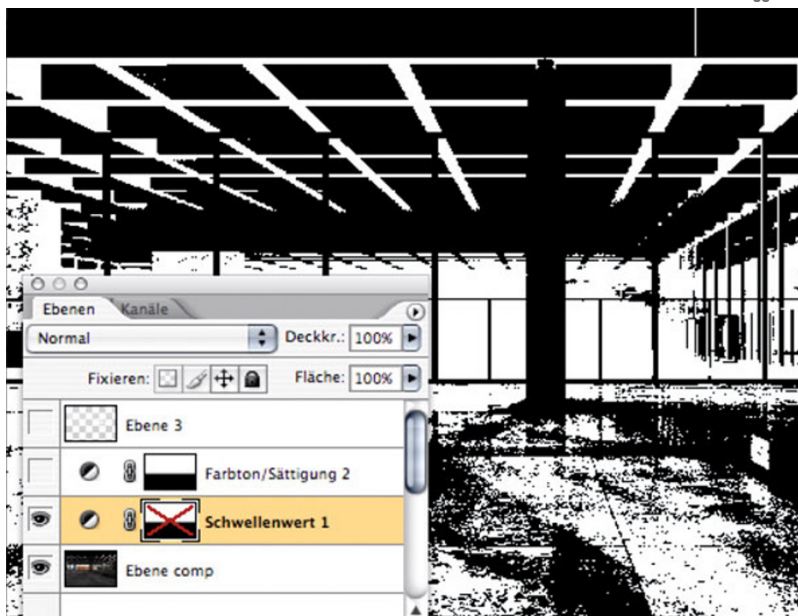 Ebenen Kanäle
Normal Deckkr.: 100%
Fixieren: Fläche: 100%
Ebene 3
Farbton/Sättigung 2
Schwellenwert 1
Ebene comp